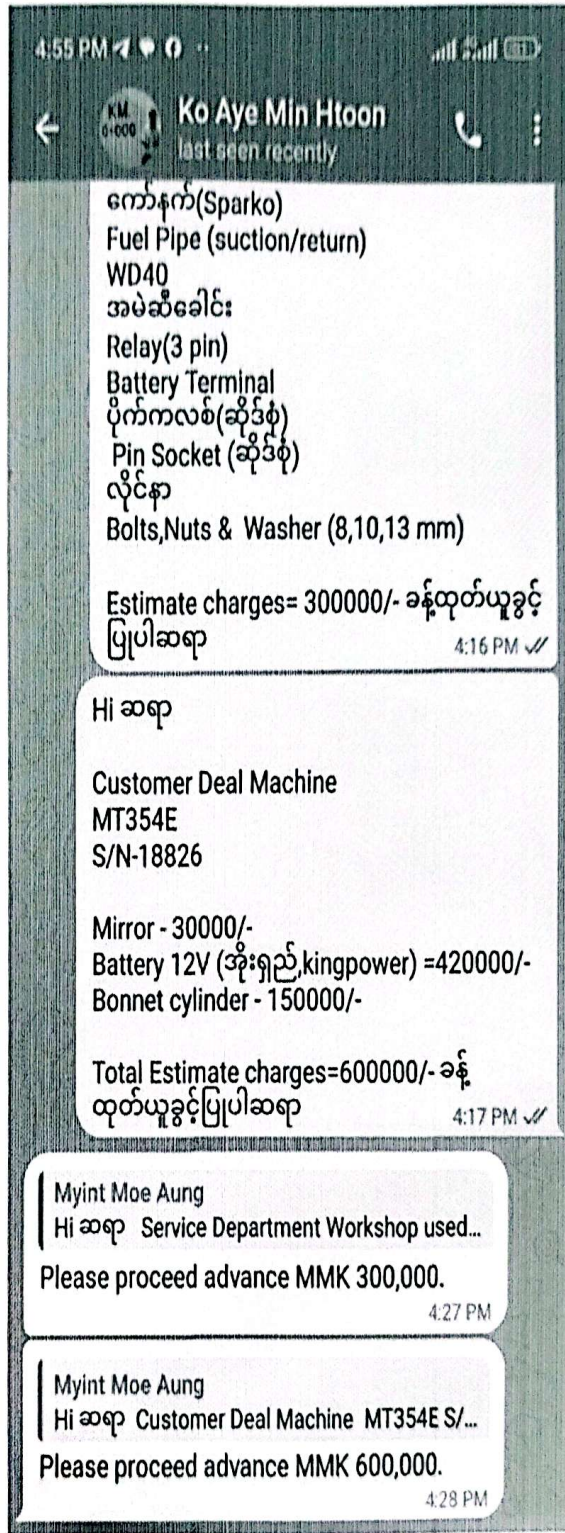 4:55 PM
Ko Aye Min Htoon
last seen recently
ကော်နက်(Sparko)
Fuel Pipe (suction/return)
WD40
အမဲဆီခေါင်း
Relay(3 pin)
Battery Terminal
ပိုက်ကလစ်(ဆိုဒ်စုံ)
Pin Socket (ဆိုဒ်စုံ)
လိုင်နာ
Bolts,Nuts & Washer (8,10,13 mm)
Estimate charges= 300000/- ခန့်ထုတ်ယူခွင့်
ပြုပါဆရာ
4:16 PM
Hi ဆရာ
Customer Deal Machine
MT354E
S/N-18826
Mirror - 30000/-
Battery 12V (အိုးရှည်,kingpower) =420000/-
Bonnet cylinder - 150000/-
Total Estimate charges=600000/- ခန့်
ထုတ်ယူခွင့်ပြုပါဆရာ
4:17 PM
Myint Moe Aung
Hi ဆရာ Service Department Workshop used...
Please proceed advance MMK 300,000.
4:27 PM
Myint Moe Aung
Hi ဆရာ Customer Deal Machine MT354E S/...
Please proceed advance MMK 600,000.
4:28 PM